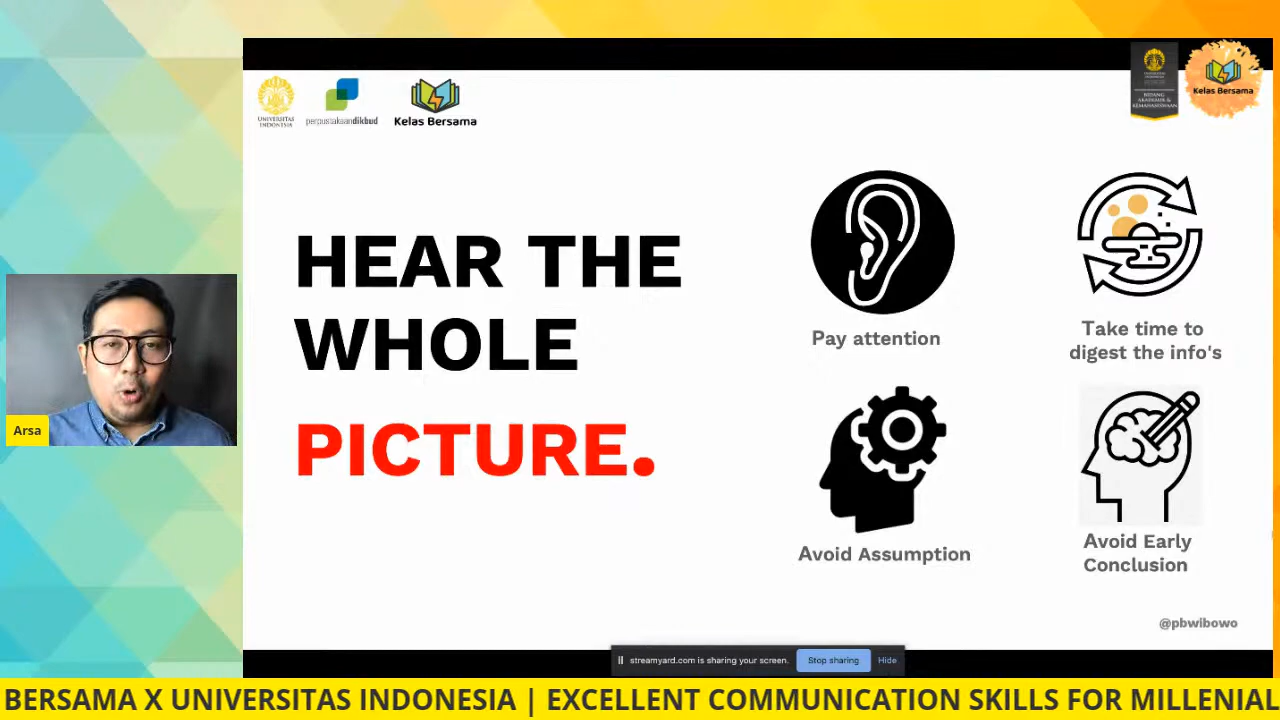 UNIVERSITAS
INDONESIA
perpustakaandikbud
Kelas Bersama
UNIVERSITAS
INDONESIA
BIDANG
AKADEMIK &
KEMAHASISWAAN
Kelas Bersama
HEAR THE
WHOLE
PICTURE.
Pay attention
Take time to
digest the info's
Avoid Assumption
Avoid Early
Conclusion
@pbwibowo
Arsa
streamyard.com is sharing your screen.
Stop sharing
Hide
BERSAMA X UNIVERSITAS INDONESIA | EXCELLENT COMMUNICATION SKILLS FOR MILLENIAL